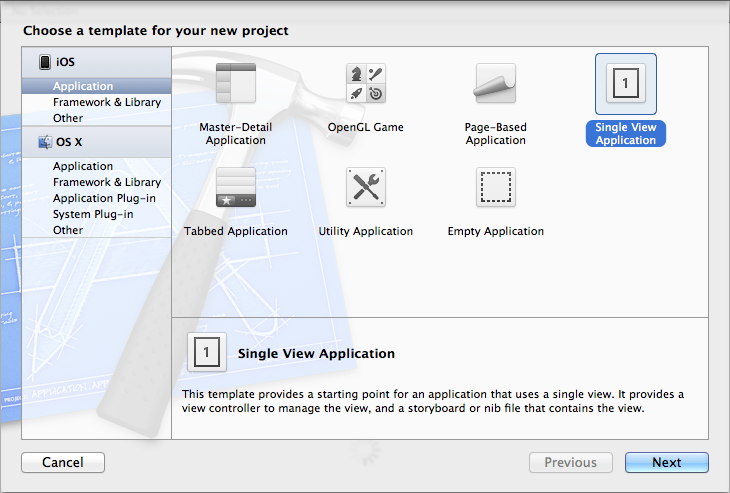 Choose a template for your new project
iOS
Application
Framework & Library
Other
OS X
Application
Framework & Library
Application Plug-in
System Plug-in
Other
Master-Detail
Application
OpenGL Game
Page-Based
Application
1
Single View
Application
Tabbed Application
Utility Application
Empty Application
1
Single View Application
This template provides a starting point for an application that uses a single view. It provides a
view controller to manage the view, and a storyboard or nib file that contains the view.
PROJECT APPLICATION APP
Cancel
Previous
Next